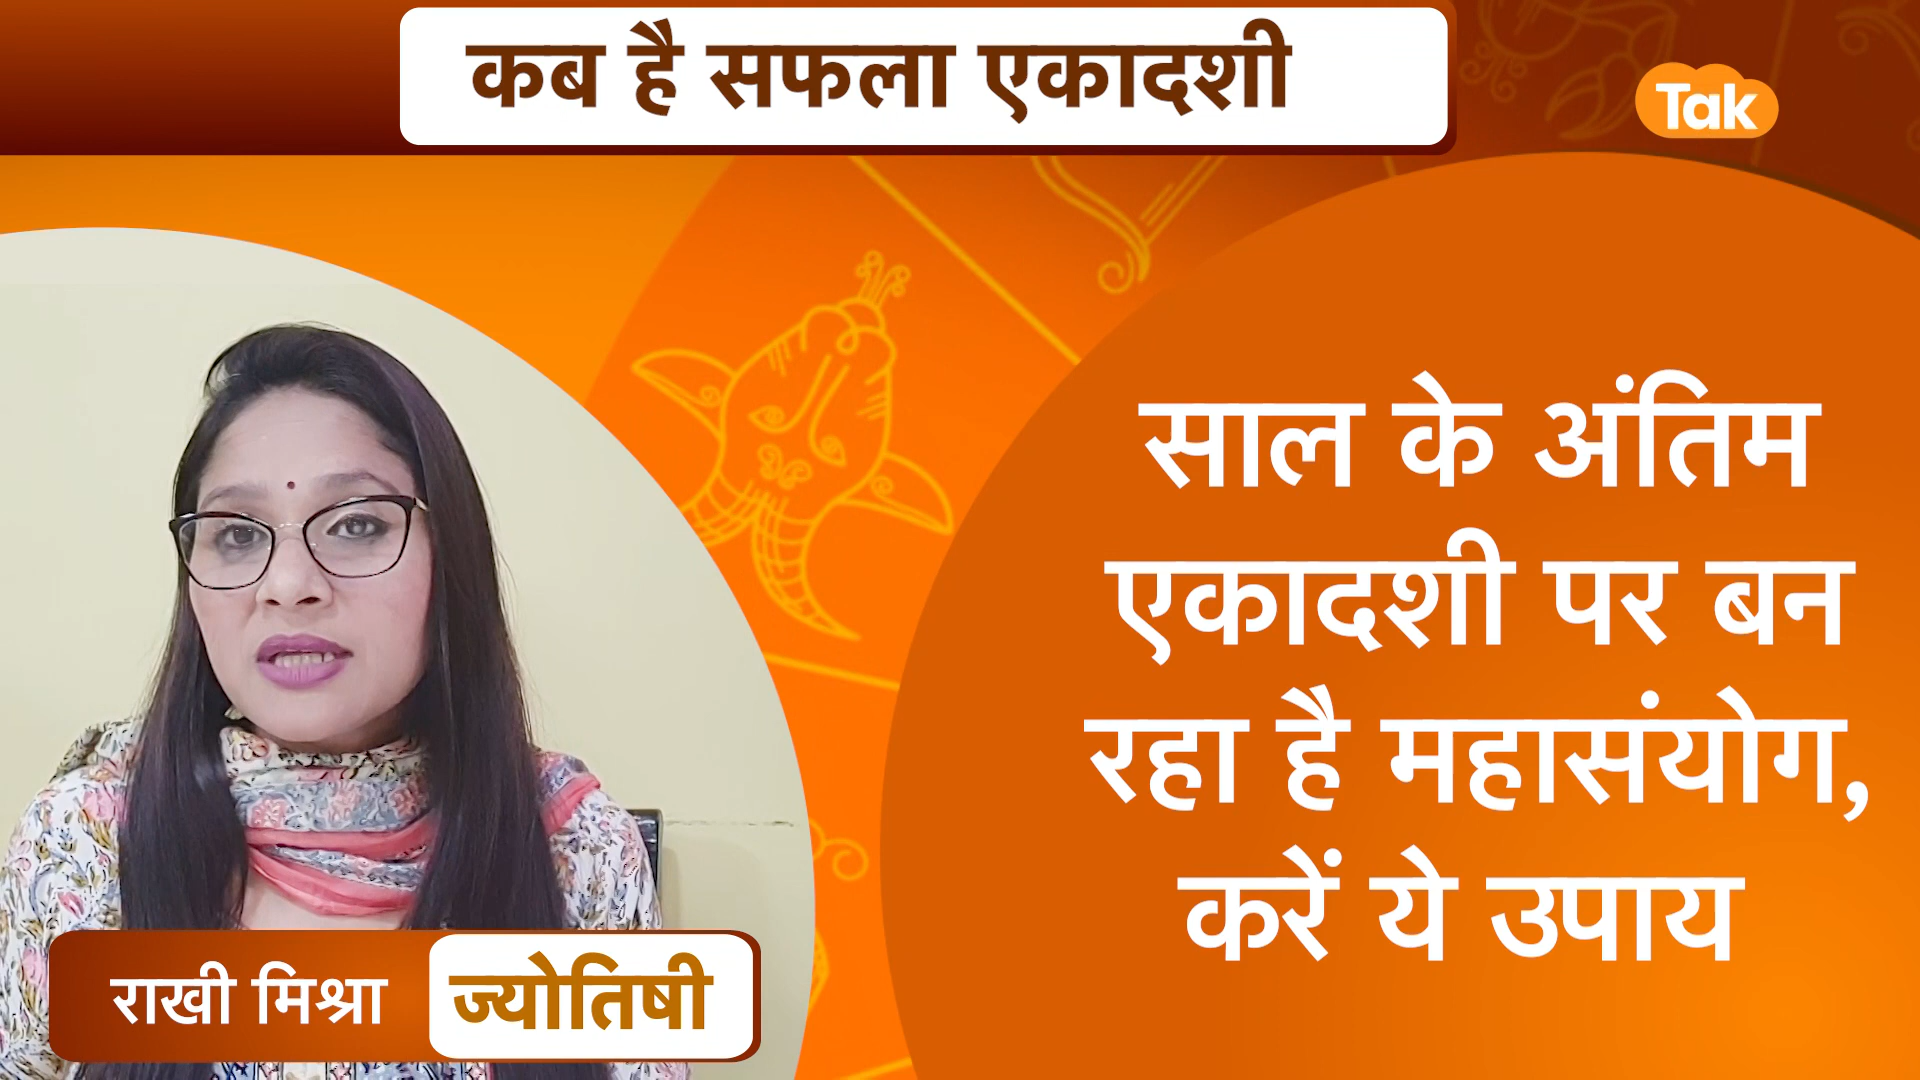 कब है सफला एकादशी
Tak
साल के अंतिम
एकादशी पर बन
रहा है महासंयोग,
करें ये उपाय
राखी मिश्रा
ज्योतिषी